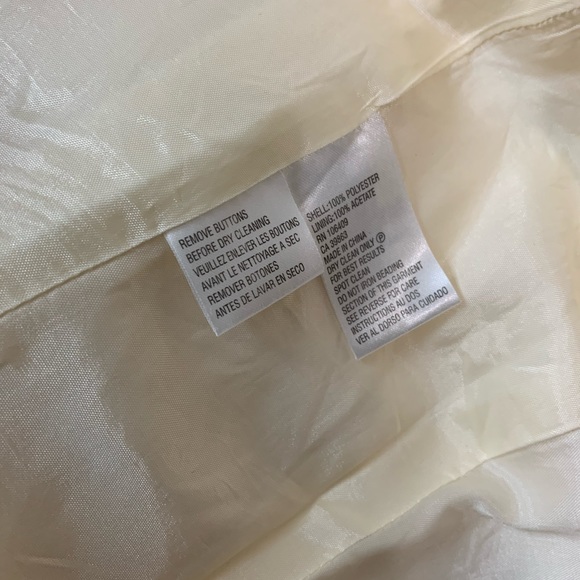 REMOVE BUTTONS
BEFORE DRY CLEANING
VEUILLEZ ENLEVER LES BOUTONS
AVANT LE NETTOYAGE A SEC
REMOVER BOTONES
ANTES DE LAVAR EN SECO
SHELL:100% POLYESTER
LINING:100% ACETATE
RN 106409
CA 39863
MADE IN CHINA
DRY CLEAN ONLY Ⓟ
FOR BEST RESULTS
SPOT CLEAN
DO NOT IRON BEADING
SECTION OF THIS GARMENT
SEE REVERSE FOR CARE
INSTRUCTIONS AU DOS
VER AL DORSO PARA CUIDADO